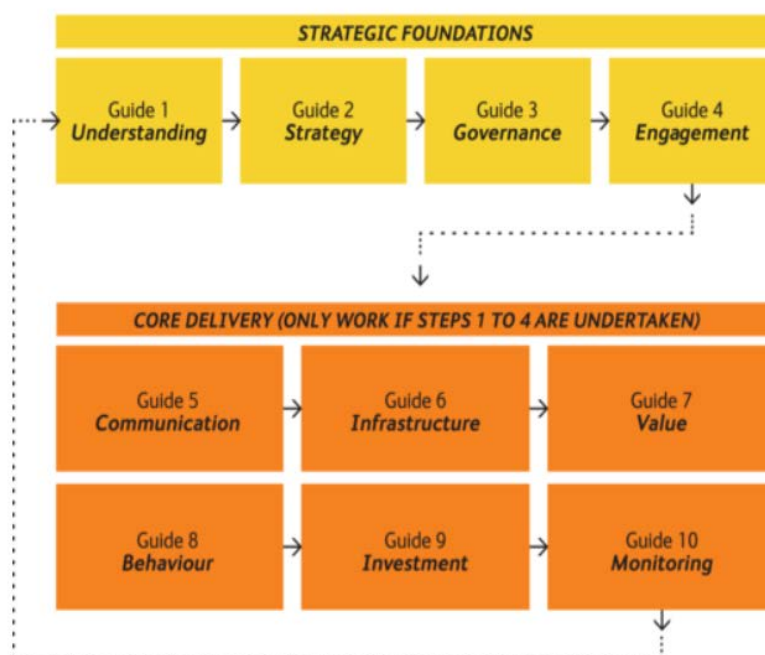 STRATEGIC FOUNDATIONS
Guide 1
Understanding
Guide 2
Strategy
Guide 3
Governance
Guide 4
Engagement
CORE DELIVERY (ONLY WORK IF STEPS 1 TO 4 ARE UNDERTAKEN)
Guide 5
Communication
Guide 6
Infrastructure
Guide 7
Value
Guide 8
Behaviour
Guide 9
Investment
Guide 10
Monitoring